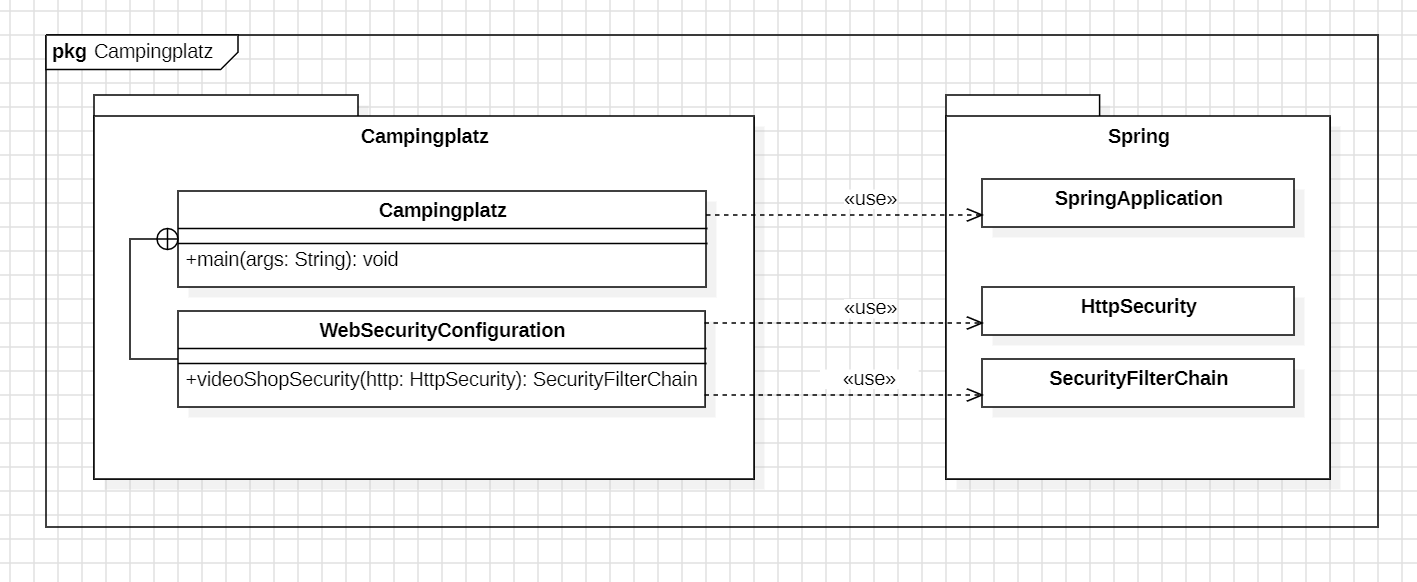 pkg Campingplatz
Campingplatz
Campingplatz
+main(args: String): void
WebSecurityConfiguration
+videoShopSecurity(http: HttpSecurity): SecurityFilterChain
«use»
«use»
«use»
Spring
SpringApplication
HttpSecurity
SecurityFilterChain